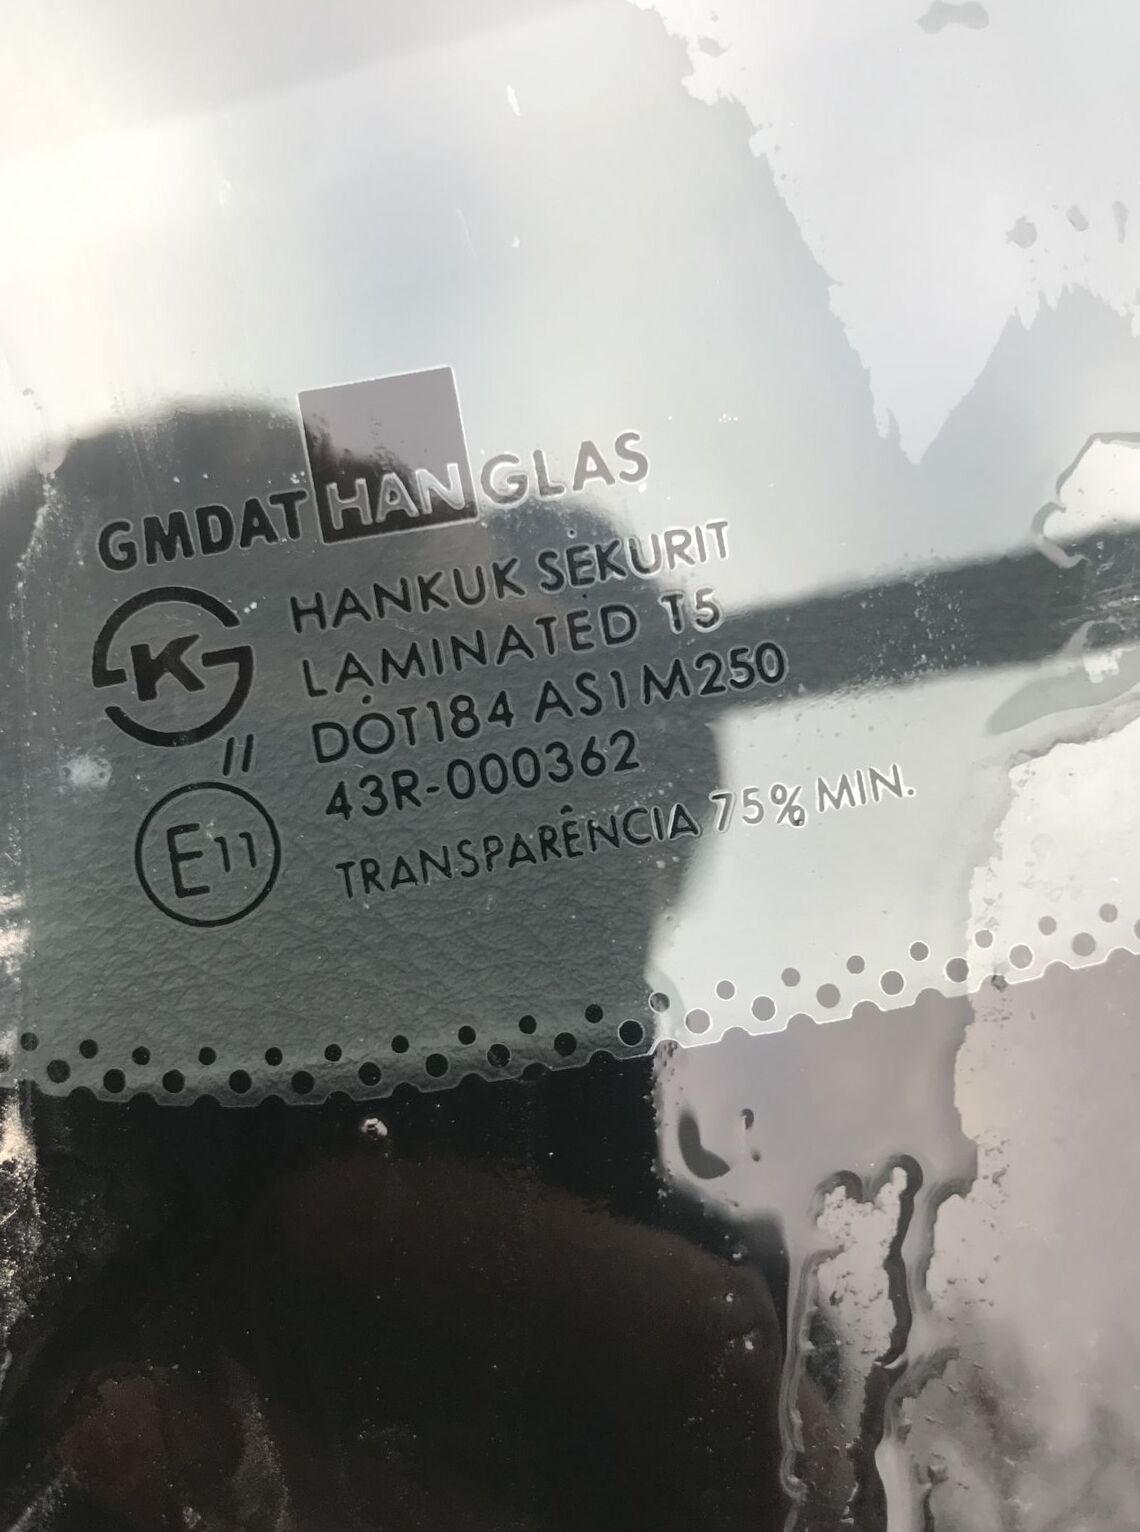 GMDAT HANGLAS
HANKUK SEKURIT
LAMINATED T5
DOT184 AS1 M250
43R-000362
TRANSPARÊNCIA 75% MIN.
K
//
E11